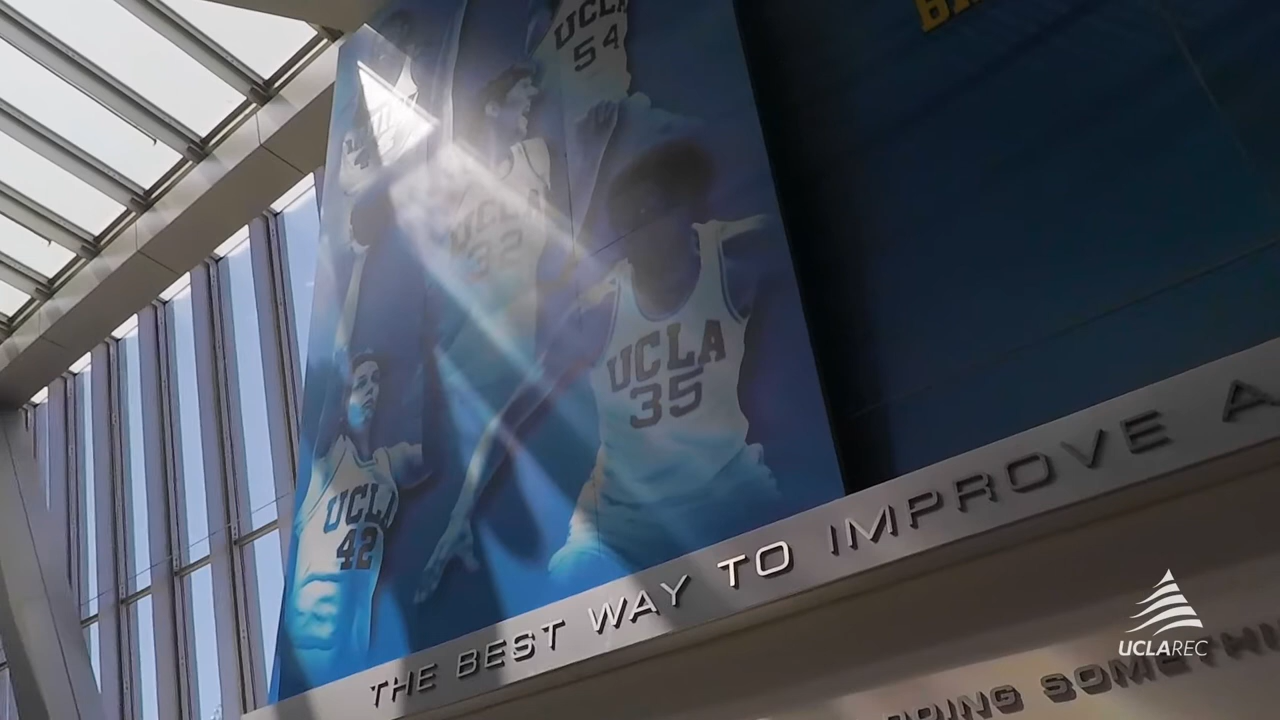 UCLA
54
UCLA
32
UCLA
35
UCLA
42
THE BEST WAY TO IMPROVE
UCLAREC